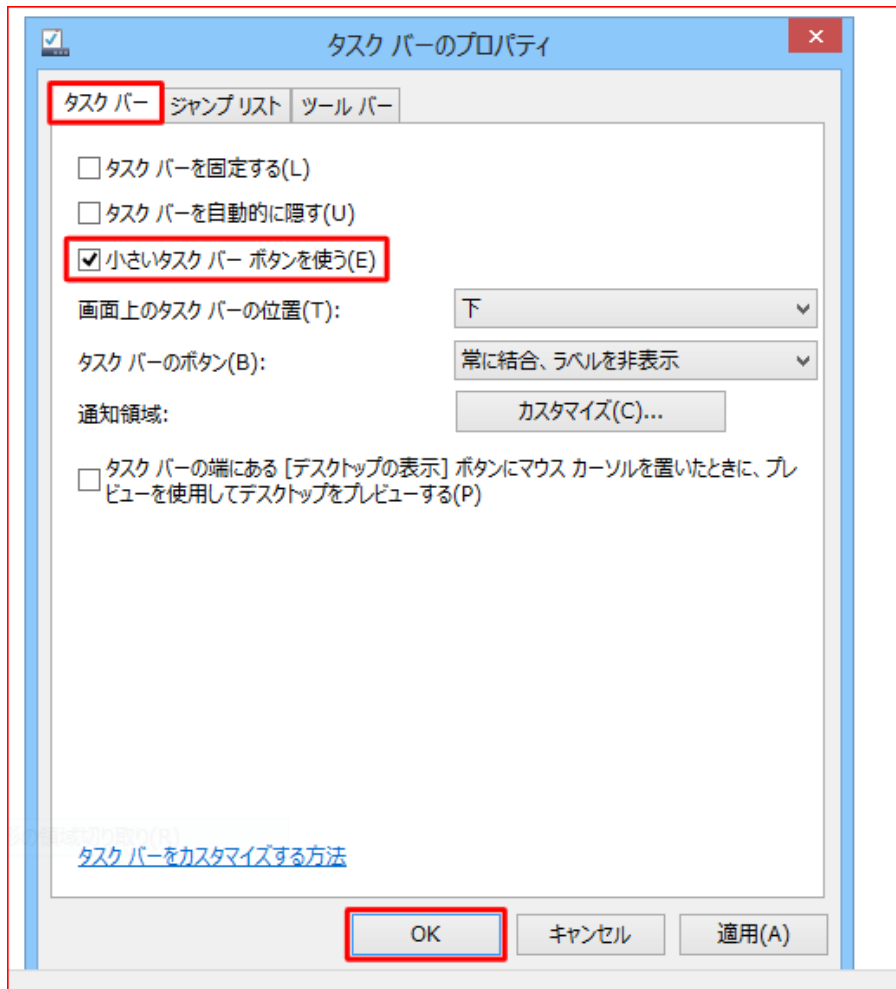 タスク バーのプロパティ
タスク バー
ジャンプ リスト
ツール バー
タスク バーを固定する(L)
タスク バーを自動的に隠す(U)
小さいタスク バー ボタンを使う(E)
画面上のタスク バーの位置(T):
下
タスク バーのボタン(B):
常に結合、ラベルを非表示
通知領域:
カスタマイズ(C)...
タスク バーの端にある [デスクトップの表示] ボタンにマウス カーソルを置いたときに、プレ
ビューを使用してデスクトップをプレビューする(P)
の領域切り取り(R)
タスク バーをカスタマイズする方法
OK
キャンセル
適用(A)